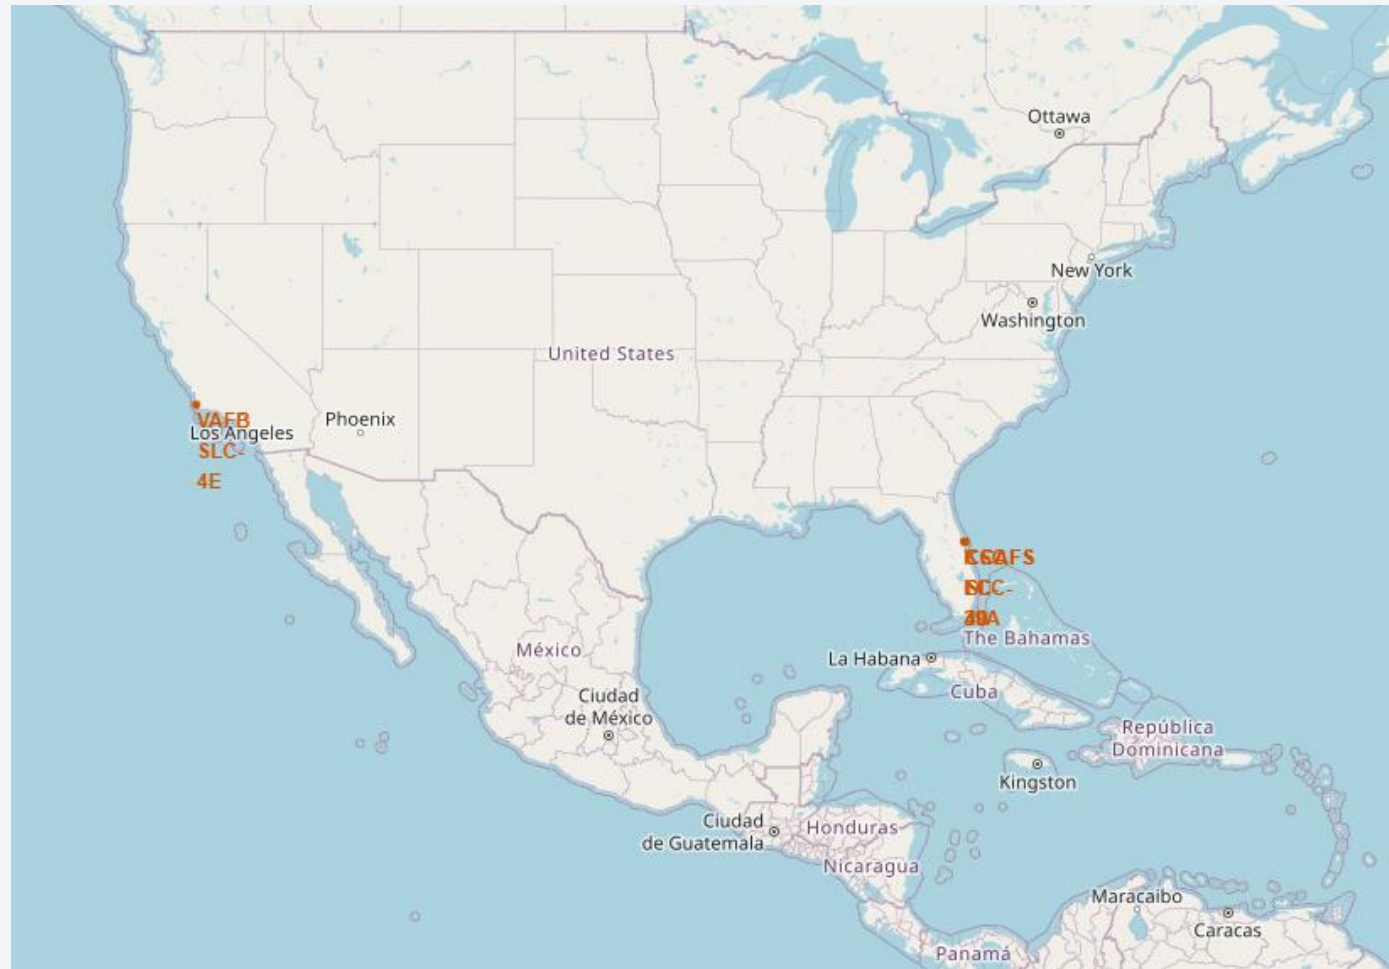 Ottawa
New York
Washington
United States
VAFB
Los Angeles
Phoenix
SLC-
4E
The Bahamas
La Habana
México
Cuba
Ciudad
de México
República
Dominicana
Kingston
Ciudad
de Guatemala
Honduras
Nicaragua
Maracaibo
Caracas
Panamá